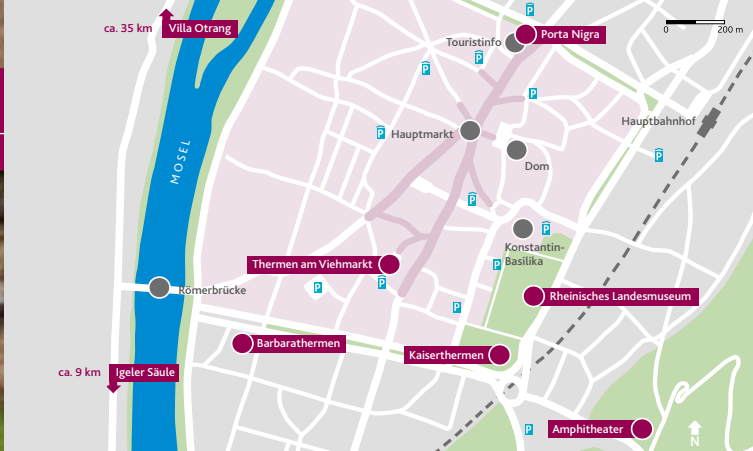 ca. 35 km
Villa Otrang
Porta Nigra
Touristinfo
0
200 m
P
P
P
P
P
P
P
P
P
P
P
P
P
Hauptbahnhof
Hauptmarkt
MOSEL
Dom
Konstantin-
Basilika
Thermen am Viehmarkt
Römerbrücke
Rheinisches Landesmuseum
Barbarathermen
Kaiserthermen
ca. 9 km
Igeler Säule
Amphitheater
N